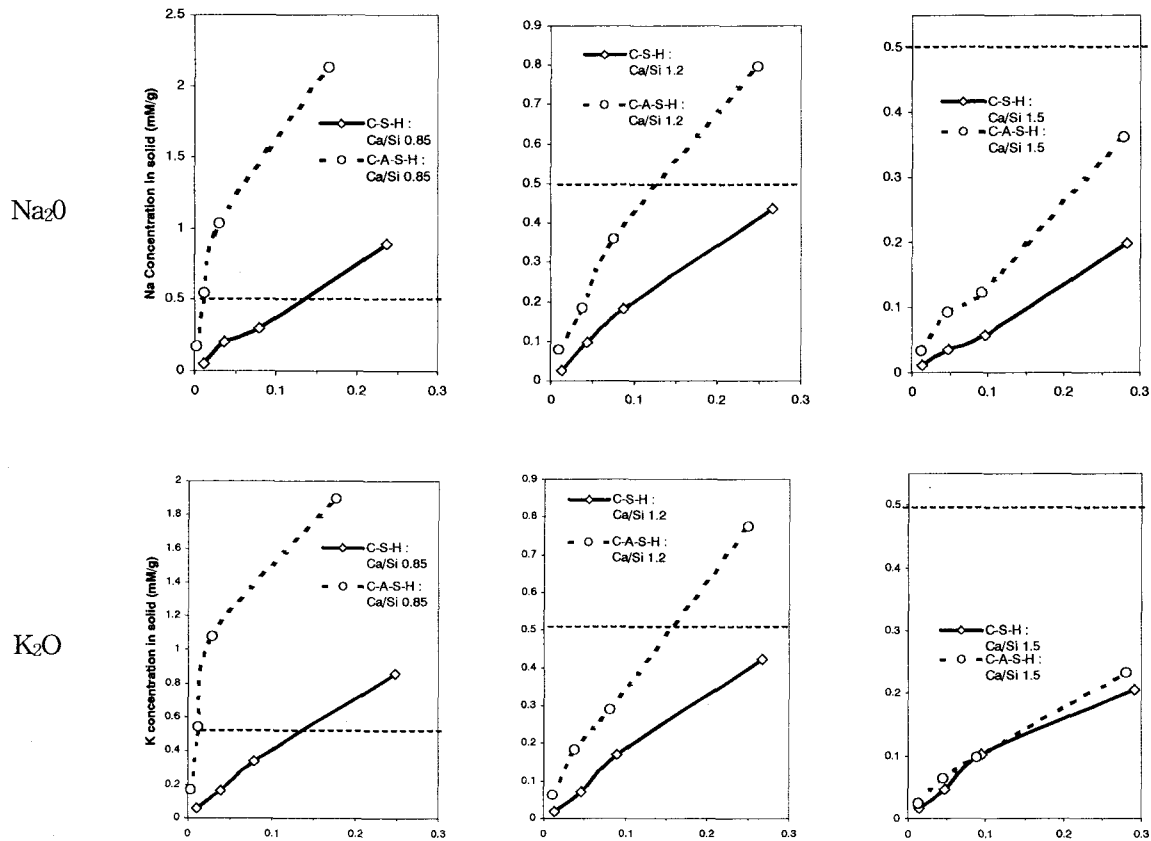 Na₂0
Na Concentration in solid (mM/g)
2.5
2
1.5
1
0.5
0
0
0.1
0.2
0.3
C-S-H :
Ca/Si 0.85
C-A-S-H :
Ca/Si 0.85
0.9
0.8
0.7
0.6
0.5
0.4
0.3
0.2
0.1
0
0
0.1
0.2
0.3
C-S-H :
Ca/Si 1.2
C-A-S-H :
Ca/Si 1.2
0.5
0.4
0.3
0.2
0.1
0
0
0.1
0.2
0.3
C-S-H :
Ca/Si 1.5
C-A-S-H :
Ca/Si 1.5
K₂O
K concentration in solid (mM/g)
2
1.8
1.6
1.4
1.2
1
0.8
0.6
0.4
0.2
0
0
0.1
0.2
0.3
C-S-H :
Ca/Si 0.85
C-A-S-H :
Ca/Si 0.85
0.9
0.8
0.7
0.6
0.5
0.4
0.3
0.2
0.1
0
0
0.1
0.2
0.3
C-S-H :
Ca/Si 1.2
C-A-S-H :
Ca/Si 1.2
0.5
0.4
0.3
0.2
0.1
0
0
0.1
0.2
0.3
C-S-H :
Ca/Si 1.5
C-A-S-H :
Ca/Si 1.5